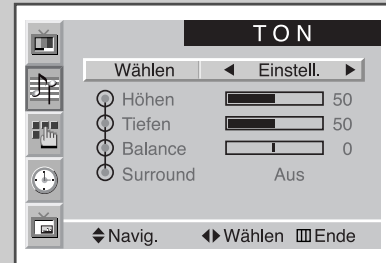 TON
Wählen ◀ Einstell. ▶
Höhen 50
Tiefen 50
Balance 0
Surround Aus
Navig. Wählen Ende